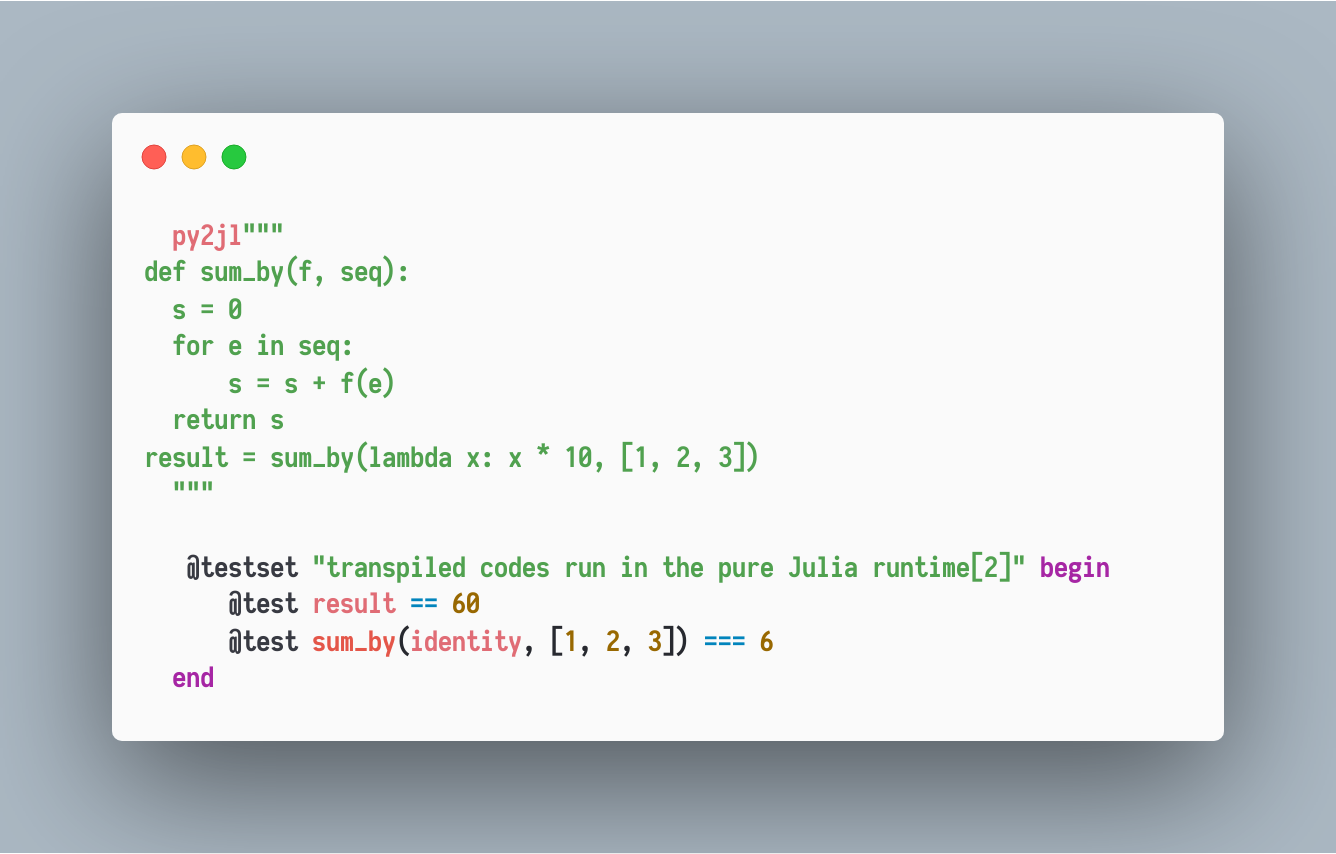 py2jl"""
def sum_by(f, seq):
  s = 0
  for e in seq:
      s = s + f(e)
  return s
result = sum_by(lambda x: x * 10, [1, 2, 3])
  """

   @testset "transpiled codes run in the pure Julia runtime[2]" begin
      @test result == 60
      @test sum_by(identity, [1, 2, 3]) === 6
  end